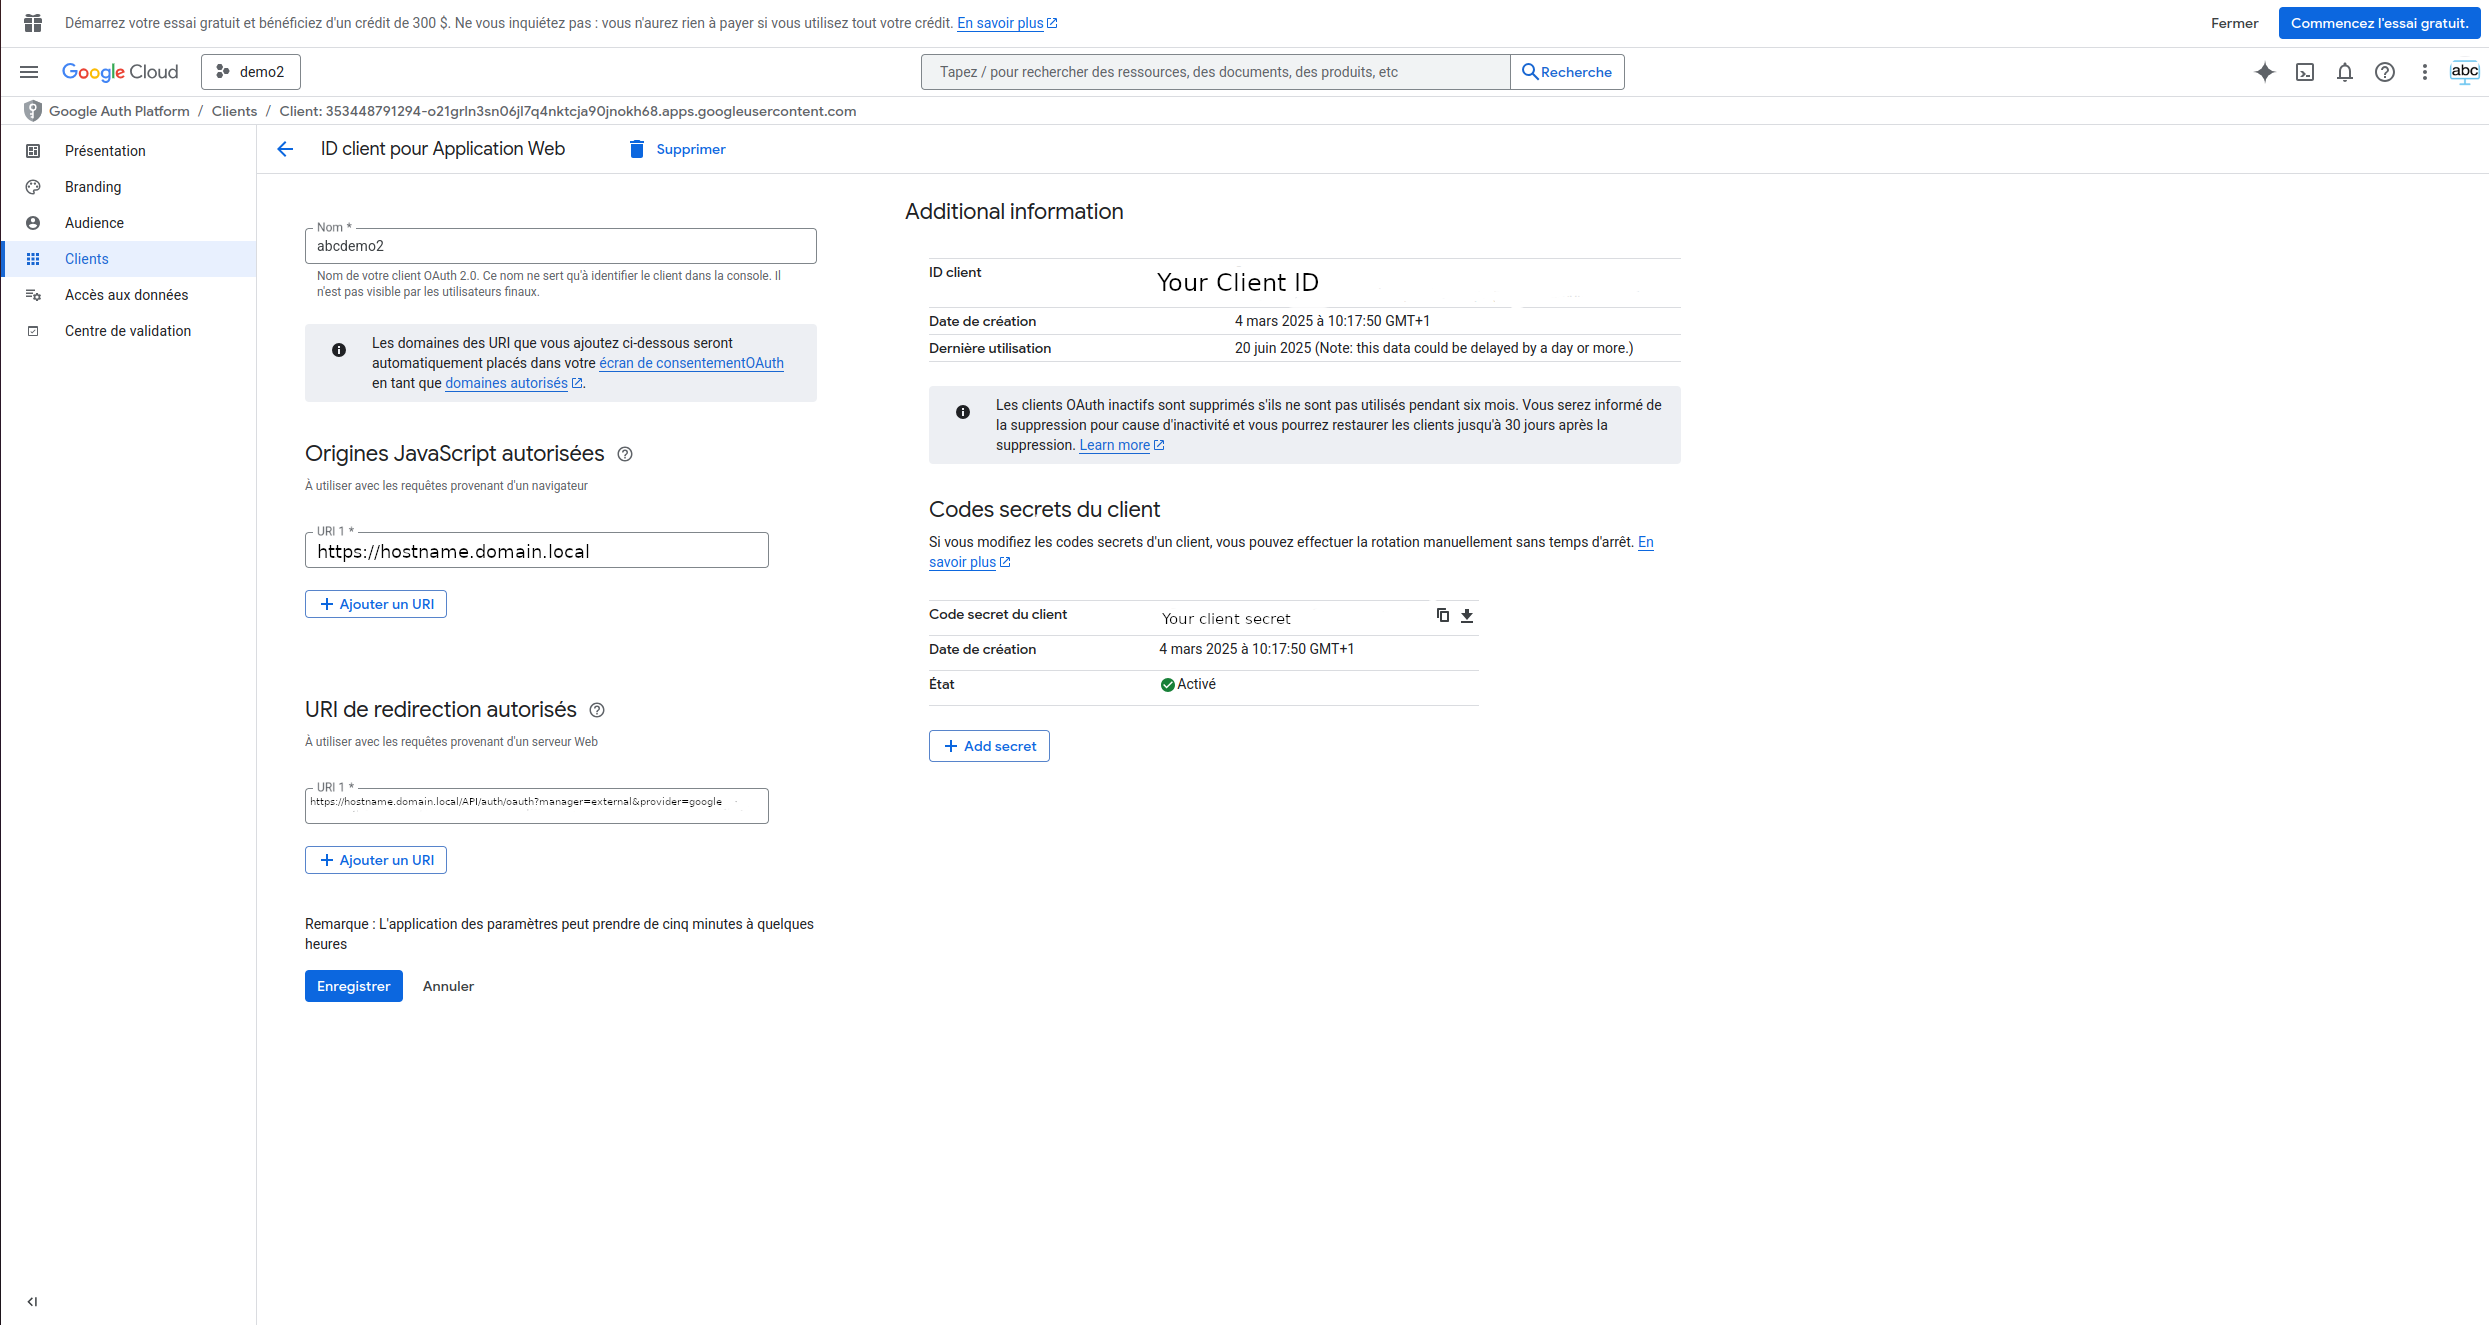 Démarrez votre essai gratuit et bénéficiez d'un crédit de 300 $. Ne vous inquiétez pas : vous n'aurez rien à payer si vous utilisez tout votre crédit. En savoir plus
Fermer
Commencez l'essai gratuit.
Google Cloud
demo2
Tapez / pour rechercher des ressources, des documents, des produits, etc
Recherche
abc
Google Auth Platform / Clients / Client: 353448791294-o21grln3sn06jl7q4nktcja90jnokh68.apps.googleusercontent.com
Présentation
Branding
Audience
Clients
Accès aux données
Centre de validation
ID client pour Application Web
Supprimer
Nom *
abcdemo2
Nom de votre client OAuth 2.0. Ce nom ne sert qu'à identifier le client dans la console. Il
n'est pas visible par les utilisateurs finaux.
Les domaines des URI que vous ajoutez ci-dessous seront
automatiquement placés dans votre écran de consentementOAuth
en tant que domaines autorisés.
Origines JavaScript autorisées
À utiliser avec les requêtes provenant d'un navigateur
URI 1 *
https://hostname.domain.local
Ajouter un URI
URI de redirection autorisés
À utiliser avec les requêtes provenant d'un serveur Web
URI 1 *
https://hostname.domain.local/API/auth/oauth?manager=external&provider=google
Ajouter un URI
Remarque : L'application des paramètres peut prendre de cinq minutes à quelques
heures
Enregistrer
Annuler
Additional information
ID client
Your Client ID
Date de création
4 mars 2025 à 10:17:50 GMT+1
Dernière utilisation
20 juin 2025 (Note: this data could be delayed by a day or more.)
Les clients OAuth inactifs sont supprimés s'ils ne sont pas utilisés pendant six mois. Vous serez informé de
la suppression pour cause d'inactivité et vous pourrez restaurer les clients jusqu'à 30 jours après la
suppression. Learn more
Codes secrets du client
Si vous modifiez les codes secrets d'un client, vous pouvez effectuer la rotation manuellement sans temps d'arrêt. En
savoir plus
Code secret du client
Your client secret
Date de création
4 mars 2025 à 10:17:50 GMT+1
État
Activé
Add secret